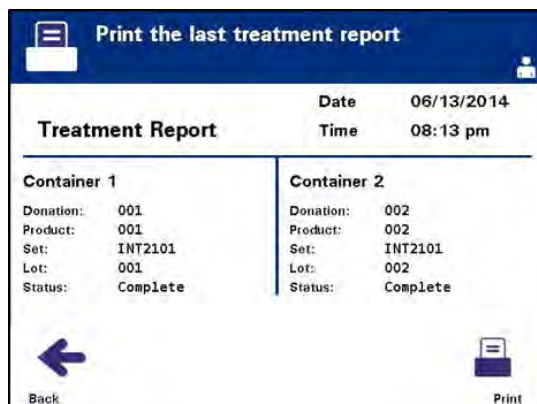 Print the last treatment report
Date 06/13/2014
Treatment Report
Time 08:13 pm
Container 1
Donation: 001
Product: 001
Set: INT2101
Lot: 001
Status: Complete
Container 2
Donation: 002
Product: 002
Set: INT2101
Lot: 002
Status: Complete
Back
Print